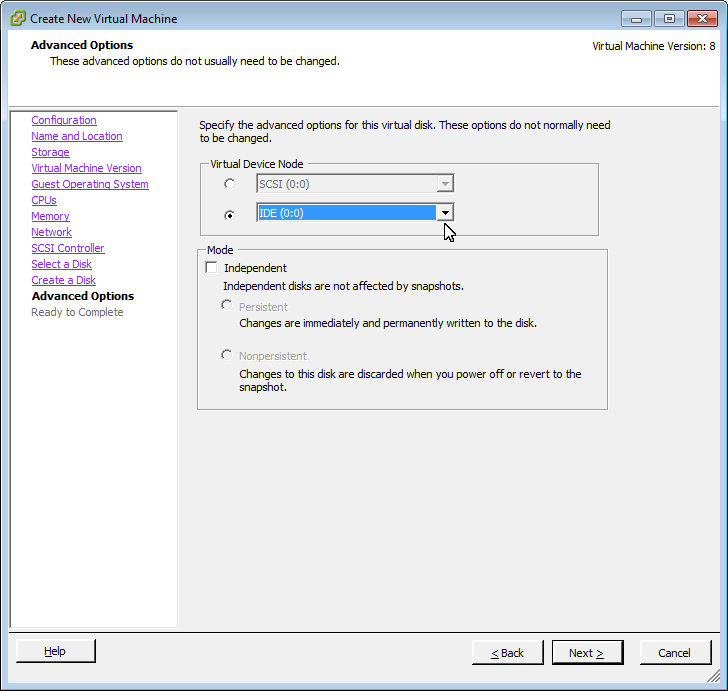 Create New Virtual Machine
Advanced Options
These advanced options do not usually need to be changed.
Virtual Machine Version: 8
Configuration
Name and Location
Storage
Virtual Machine Version
Guest Operating System
CPUs
Memory
Network
SCSI Controller
Select a Disk
Create a Disk
Advanced Options
Ready to Complete
Specify the advanced options for this virtual disk. These options do not normally need
to be changed.
Virtual Device Node
SCSI (0:0)
IDE (0:0)
Mode
Independent
Independent disks are not affected by snapshots.
Persistent
Changes are immediately and permanently written to the disk.
Nonpersistent
Changes to this disk are discarded when you power off or revert to the
snapshot.
Help
< Back
Next >
Cancel